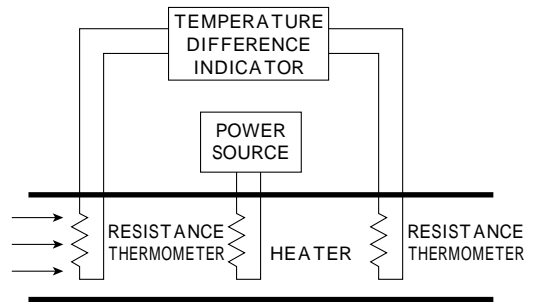 TEMPERATURE
DIFFERENCE
INDICATOR
POWER
SOURCE
RESISTANCE
THERMOMETER
HEATER
RESISTANCE
THERMOMETER